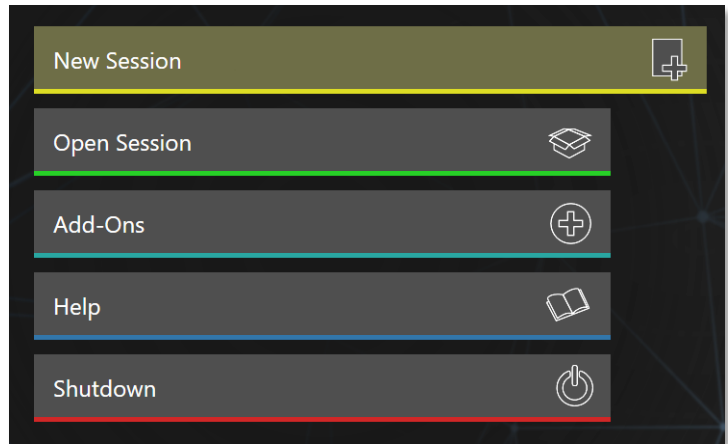 New Session
Open Session
Add-Ons
Help
Shutdown